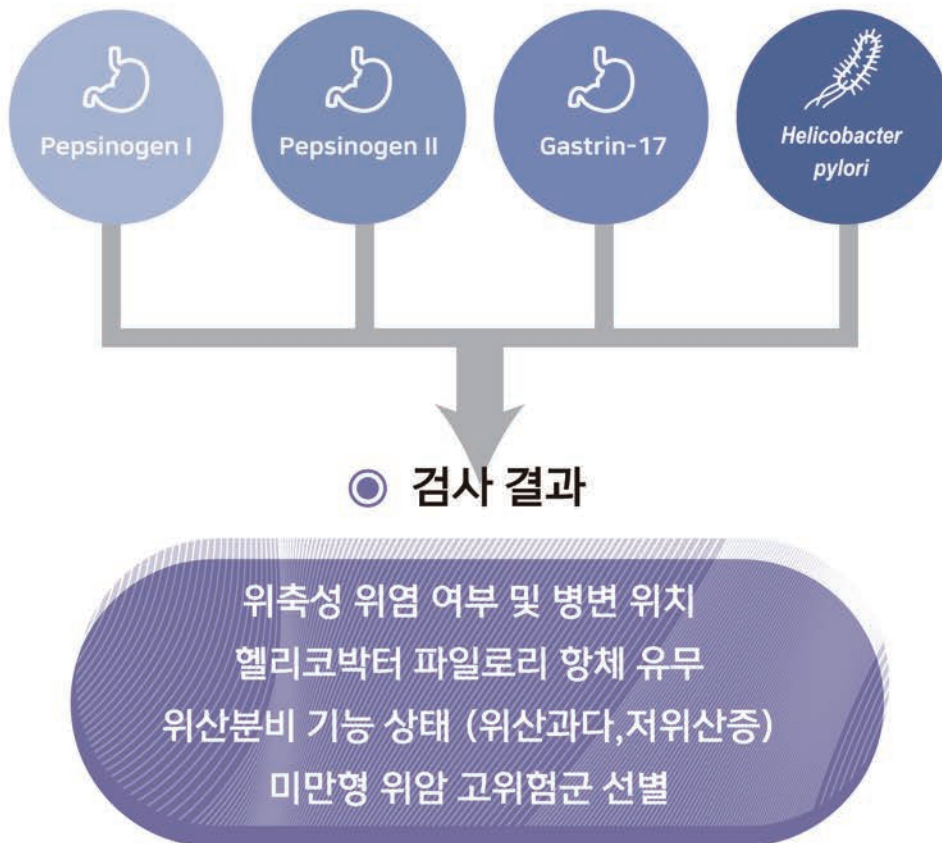 Pepsinogen I
Pepsinogen II
Gastrin-17
Helicobacter
pylori
검사 결과
위축성 위염 여부 및 병변 위치
헬리코박터 파일로리 항체 유무
위산분비 기능 상태 (위산과다,저위산증)
미만형 위암 고위험군 선별